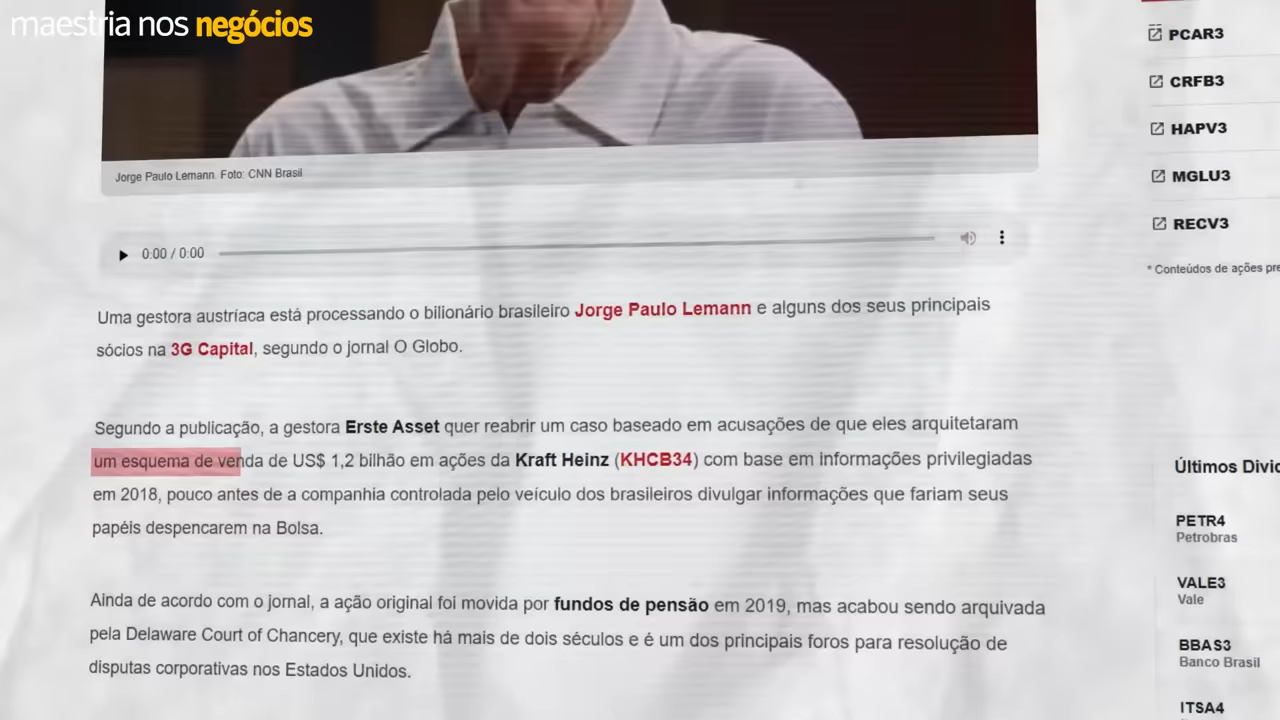 maestria nos negócios
Jorge Paulo Lemann. Foto: CNN Brasil
0:00 / 0:00
Uma gestora austríaca está processando o bilionário brasileiro Jorge Paulo Lemann e alguns dos seus principais
sócios na 3G Capital, segundo o jornal O Globo.
Segundo a publicação, a gestora Erste Asset quer reabrir um caso baseado em acusações de que eles arquitetaram
um esquema de venda de US$ 1,2 bilhão em ações da Kraft Heinz (KHCB34) com base em informações privilegiadas
em 2018, pouco antes de a companhia controlada pelo veículo dos brasileiros divulgar informações que fariam seus
papéis despencarem na Bolsa.
Ainda de acordo com o jornal, a ação original foi movida por fundos de pensão em 2019, mas acabou sendo arquivada
pela Delaware Court of Chancery, que existe há mais de dois séculos e é um dos principais foros para resolução de
disputas corporativas nos Estados Unidos.
PCAR3
CRFB3
HAPV3
MGLU3
RECV3
* Conteúdos de ações
Últimos
PETR4
Petrobras
VALE3
Vale
BBAS3
Banco Brasil
ITSA4